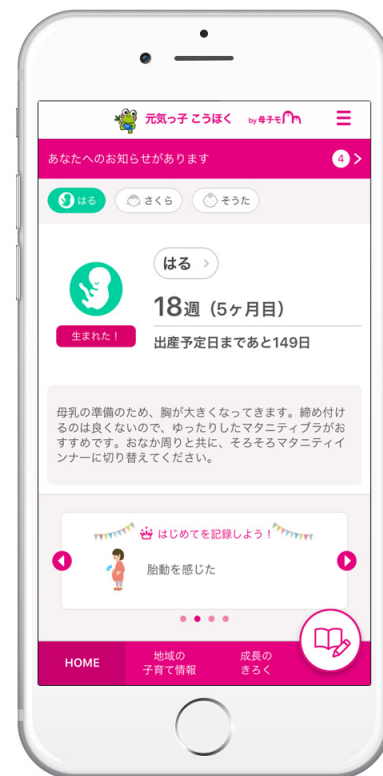 元気っ子 こうほく by 母子モ
あなたへのお知らせがあります 4
はる さくら そうた
はる
18週 (5ヶ月目)
生まれた！
出産予定日まであと149日
母乳の準備のため、胸が大きくなってきます。締め付け
るのは良くないので、ゆったりしたマタニティブラがお
すすめです。おなか周りと共に、そろそろマタニティイ
ンナーに切り替えてください。
はじめてを記録しよう！
胎動を感じた
HOME
地域の
子育て情報
成長の
きろく